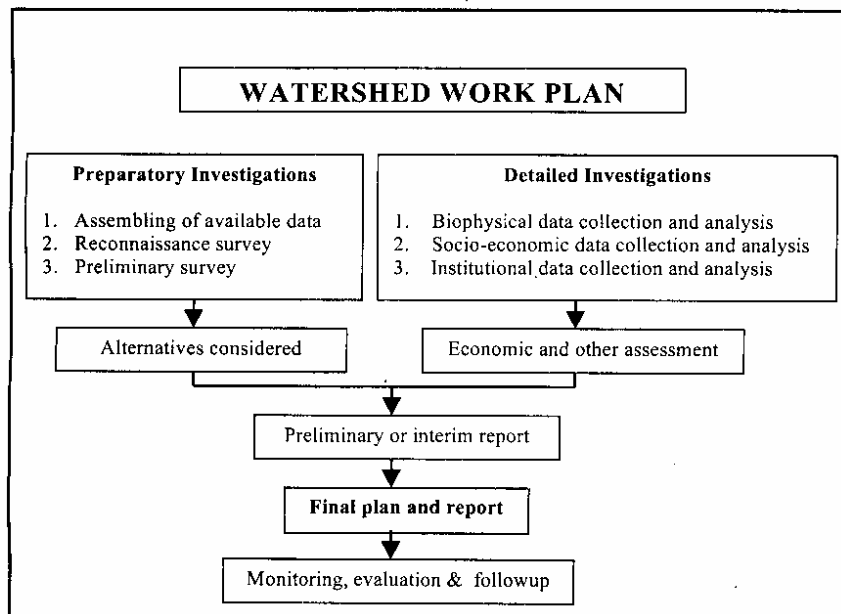 WATERSHED WORK PLAN
Preparatory Investigations
1. Assembling of available data
2. Reconnaissance survey
3. Preliminary survey
Detailed Investigations
1. Biophysical data collection and analysis
2. Socio-economic data collection and analysis
3. Institutional data collection and analysis
Alternatives considered
Economic and other assessment
Preliminary or interim report
Final plan and report
Monitoring, evaluation & followup